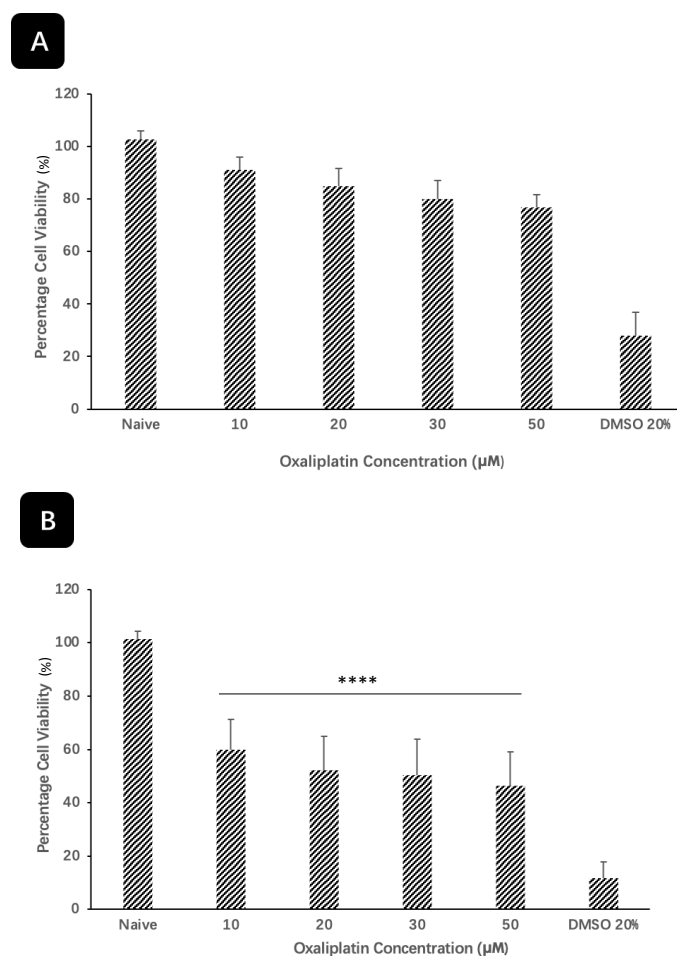 A
120
100
80
60
40
20
0
Percentage Cell Viability (%)
Naive 10 20 30 50 DMSO 20%
Oxaliplatin Concentration (μM)
B
120
100
80
60
40
20
0
Percentage Cell Viability (%)
****
Naive 10 20 30 50 DMSO 20%
Oxaliplatin Concentration (μM)